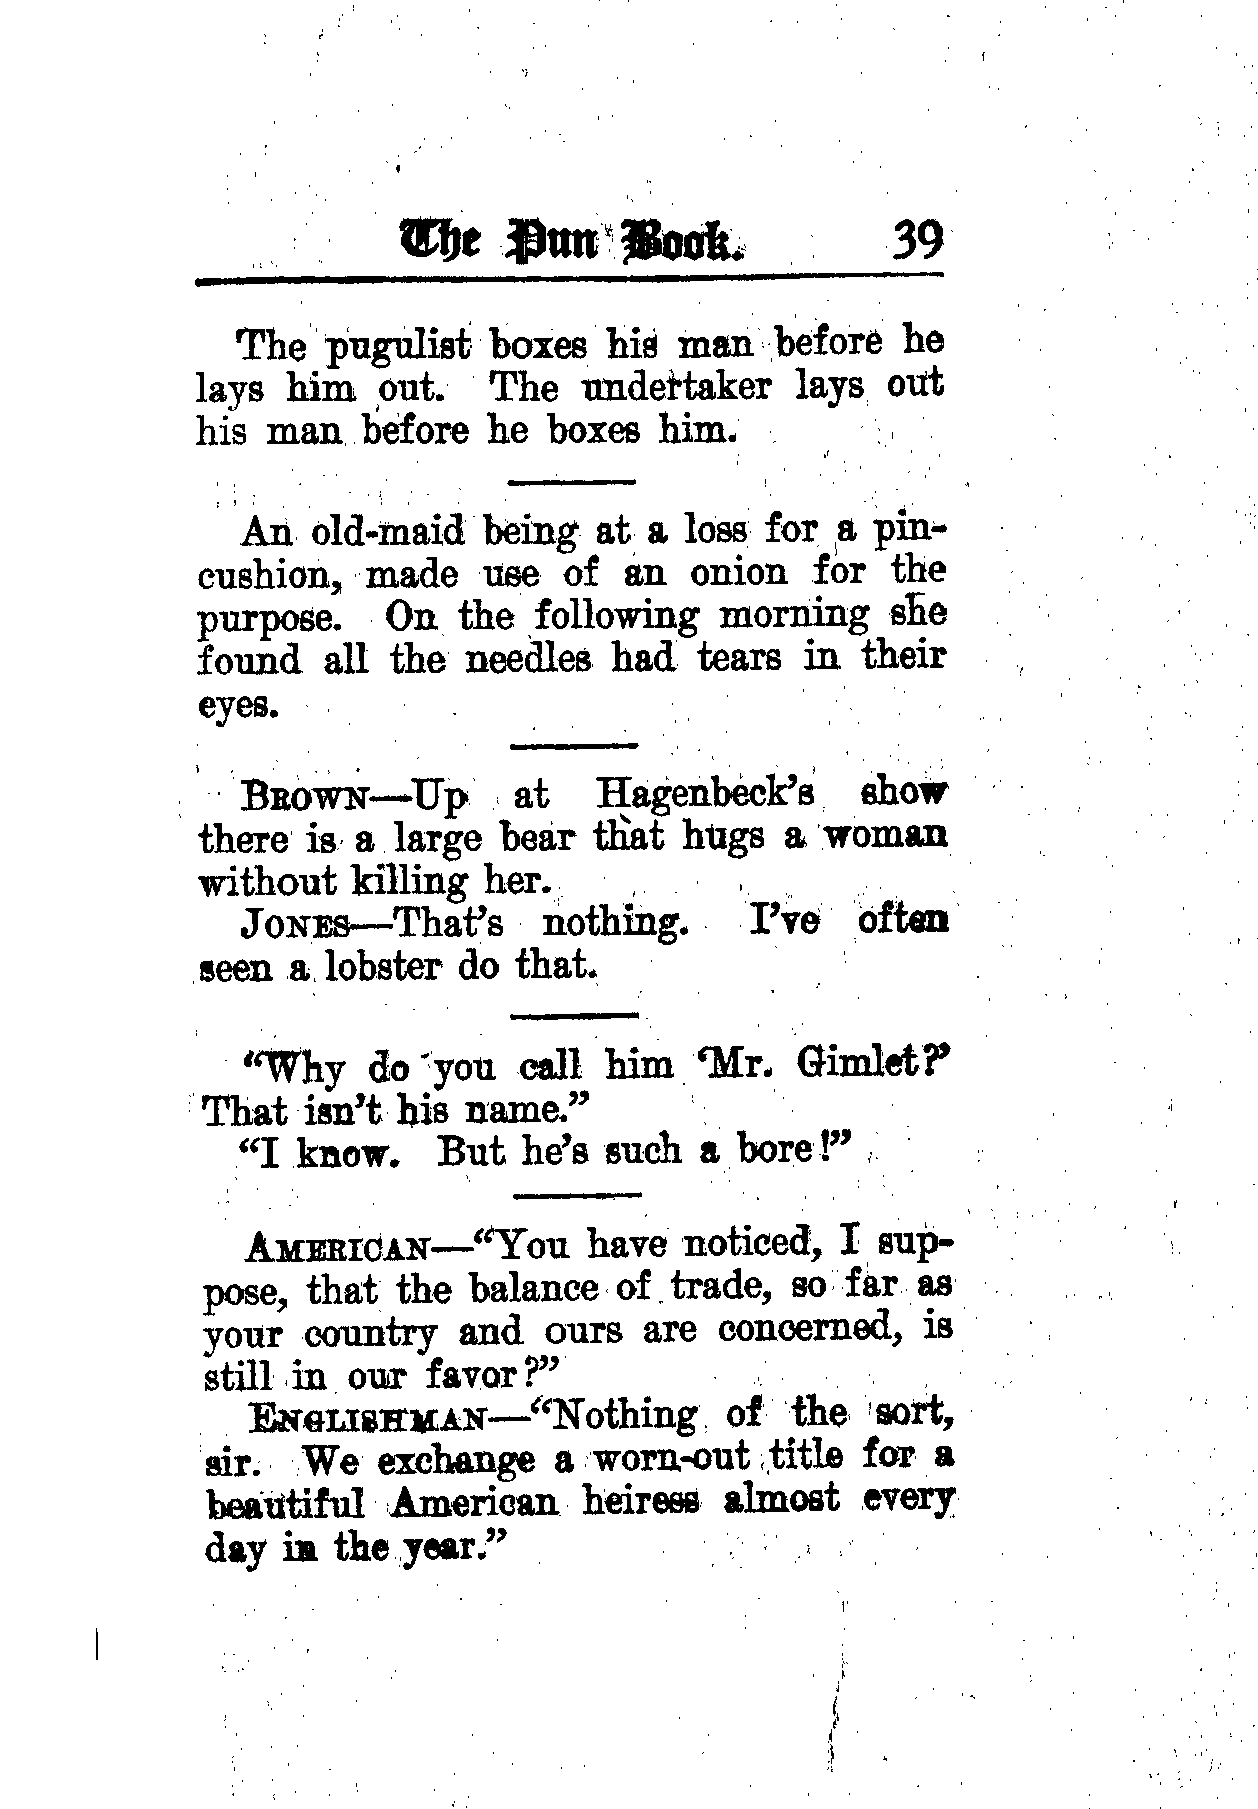 The Pun Book. 39
The pugulist boxes his man before he
lays him out. The undertaker lays out
his man before he boxes him.
An old-maid being at a loss for a pin-
cushion, made use of an onion for the
purpose. On the following morning she
found all the needles had tears in their
eyes.
BROWN—Up at Hagenbeck's show
there is a large bear that hugs a woman
without killing her.
JONES—That's nothing. I've often
seen a lobster do that.
"Why do you call him 'Mr. Gimlet?'
That isn't his name."
"I know. But he's such a bore!"
AMERICAN—"You have noticed, I sup-
pose, that the balance of trade, so far as
your country and ours are concerned, is
still in our favor?"
ENGLISHMAN—"Nothing of the sort,
sir. We exchange a worn-out title for a
beautiful American heiress almost every
day in the year."